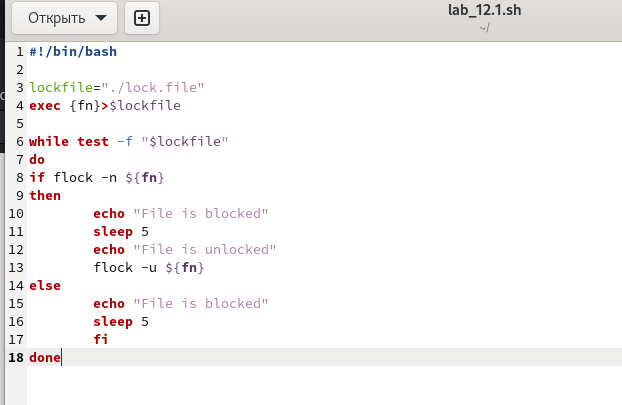 Открыть
lab_12.1.sh
~/
1 #!/bin/bash
2
3 lockfile="./lock.file"
4 exec {fn}>$lockfile
5
6 while test -f "$lockfile"
7 do
8 if flock -n ${fn}
9 then
10         echo "File is blocked"
11         sleep 5
12         echo "File is unlocked"
13         flock -u ${fn}
14 else
15         echo "File is blocked"
16         sleep 5
17         fi
18 done